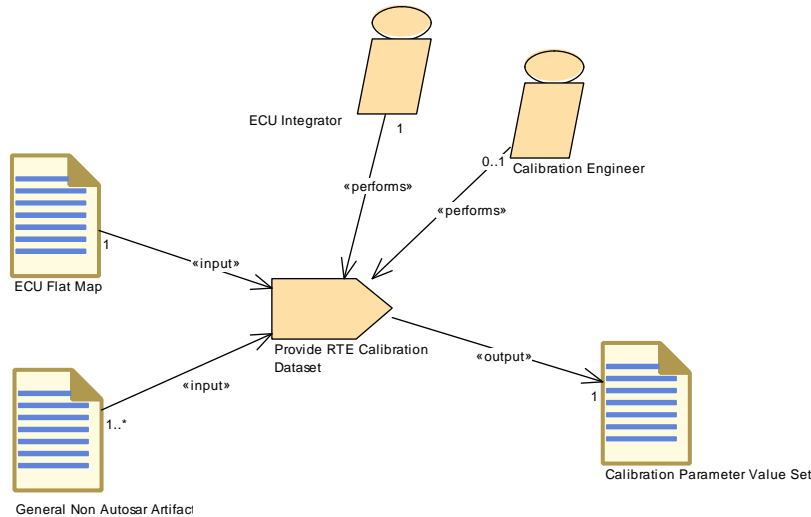 ECU Integrator
1
0..1
Calibration Engineer
«performs»
«performs»
1
ECU Flat Map
«input»
Provide RTE Calibration
Dataset
«output»
«input»
1
1..*
Calibration Parameter Value Set
General Non Autosar Artifact